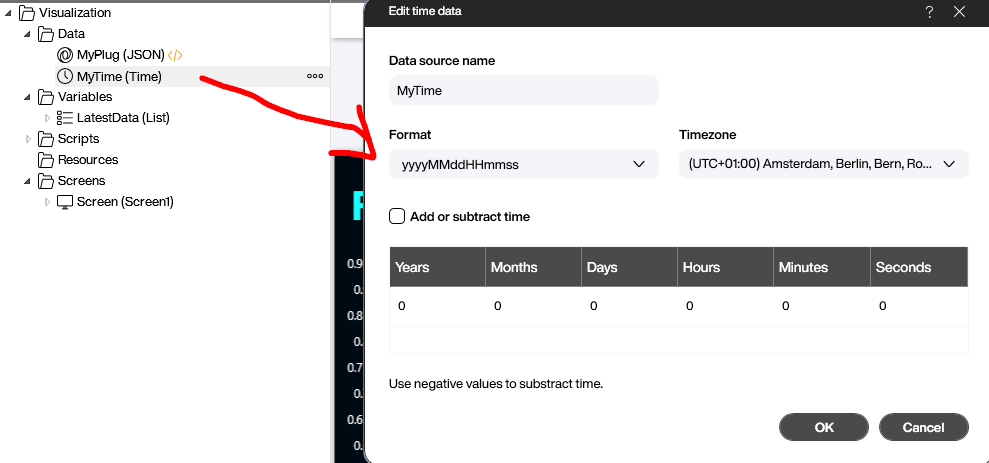 Visualization
Data
MyPlug (JSON) </>
MyTime (Time)
Variables
LatestData (List)
Scripts
Resources
Screens
Screen (Screen1)
0.9
0.
0.8
0.
0.7
0.
0.6
0.
Edit time data
?
Data source name
MyTime
Format
Timezone
yyyyMMddHHmmss
(UTC+01:00) Amsterdam, Berlin, Bern, Ro...
Add or subtract time
Years Months Days Hours Minutes Seconds
0 0 0 0 0 0
Use negative values to substract time.
OK Cancel